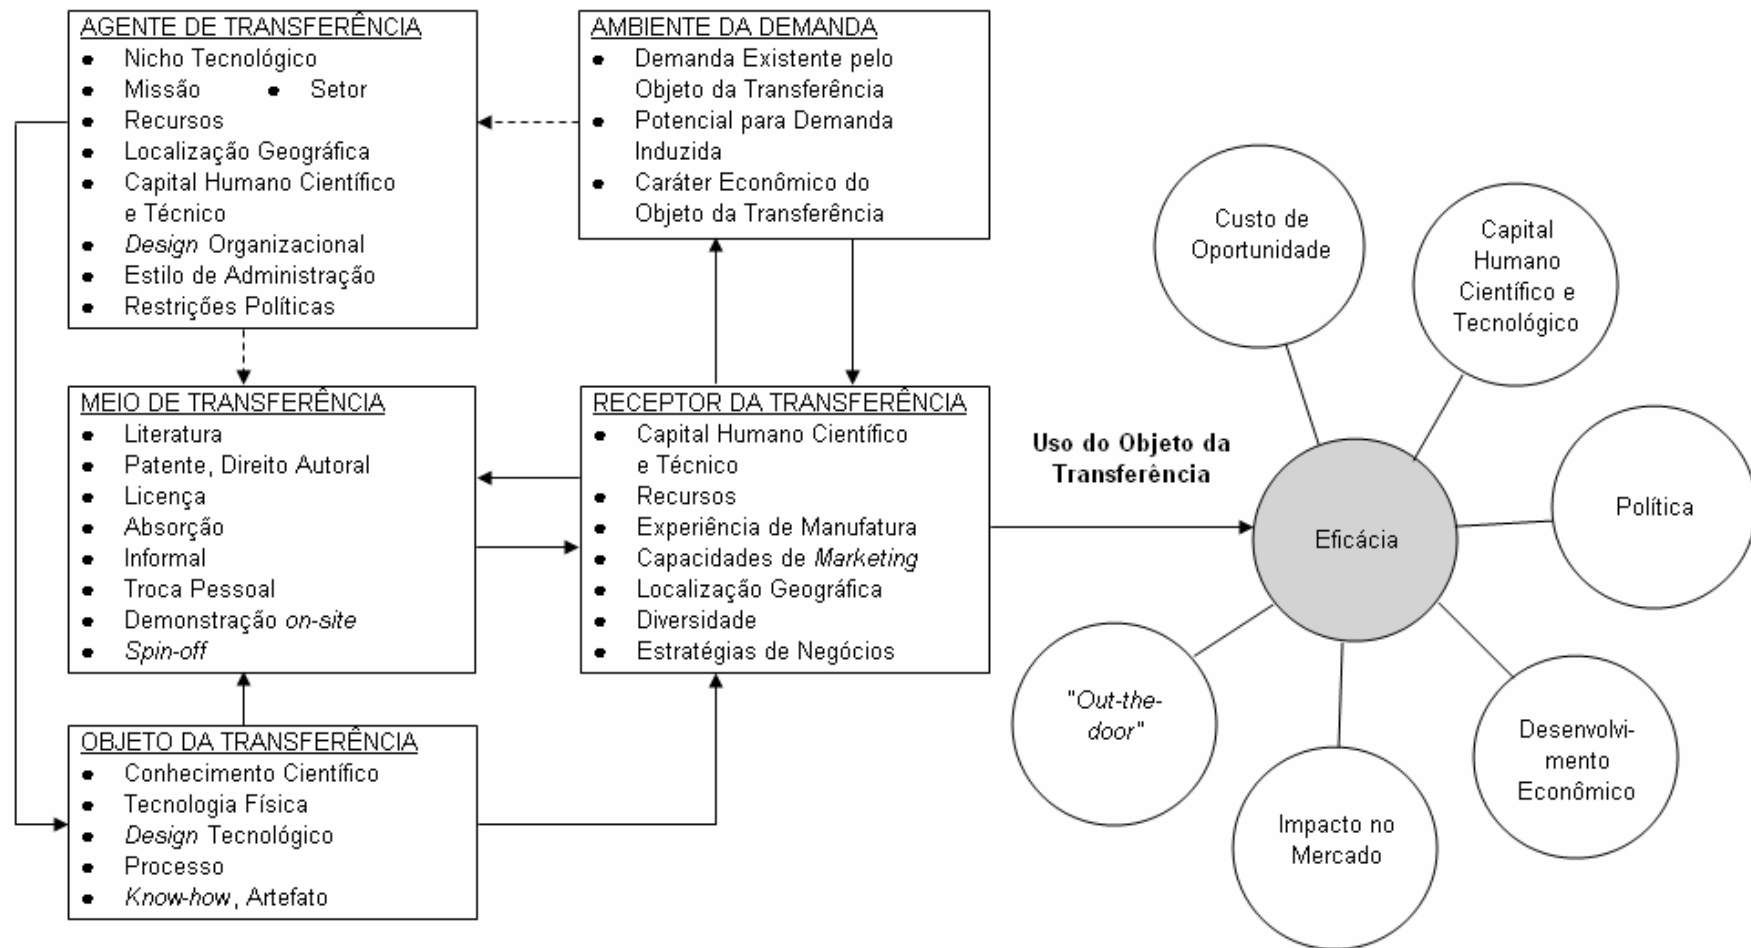 AGENTE DE TRANSFERÊNCIA
• Nicho Tecnológico
• Missão • Setor
• Recursos
• Localização Geográfica
• Capital Humano Científico
e Técnico
• Design Organizacional
• Estilo de Administração
• Restrições Políticas
AMBIENTE DA DEMANDA
• Demanda Existente pelo
Objeto da Transferência
• Potencial para Demanda
Induzida
• Caráter Econômico do
Objeto da Transferência
MEIO DE TRANSFERÊNCIA
• Literatura
• Patente, Direito Autoral
• Licença
• Absorção
• Informal
• Troca Pessoal
• Demonstração on-site
• Spin-off
RECEPTOR DA TRANSFERÊNCIA
• Capital Humano Científico
e Técnico
• Recursos
• Experiência de Manufatura
• Capacidades de Marketing
• Localização Geográfica
• Diversidade
• Estratégias de Negócios
OBJETO DA TRANSFERÊNCIA
• Conhecimento Científico
• Tecnologia Física
• Design Tecnológico
• Processo
• Know-how, Artefato
Uso do Objeto da
Transferência
Eficácia
Custo de
Oportunidade
Capital
Humano
Científico e
Tecnológico
Política
Desenvolvi-
mento
Econômico
Impacto no
Mercado
"Out-the-
door"